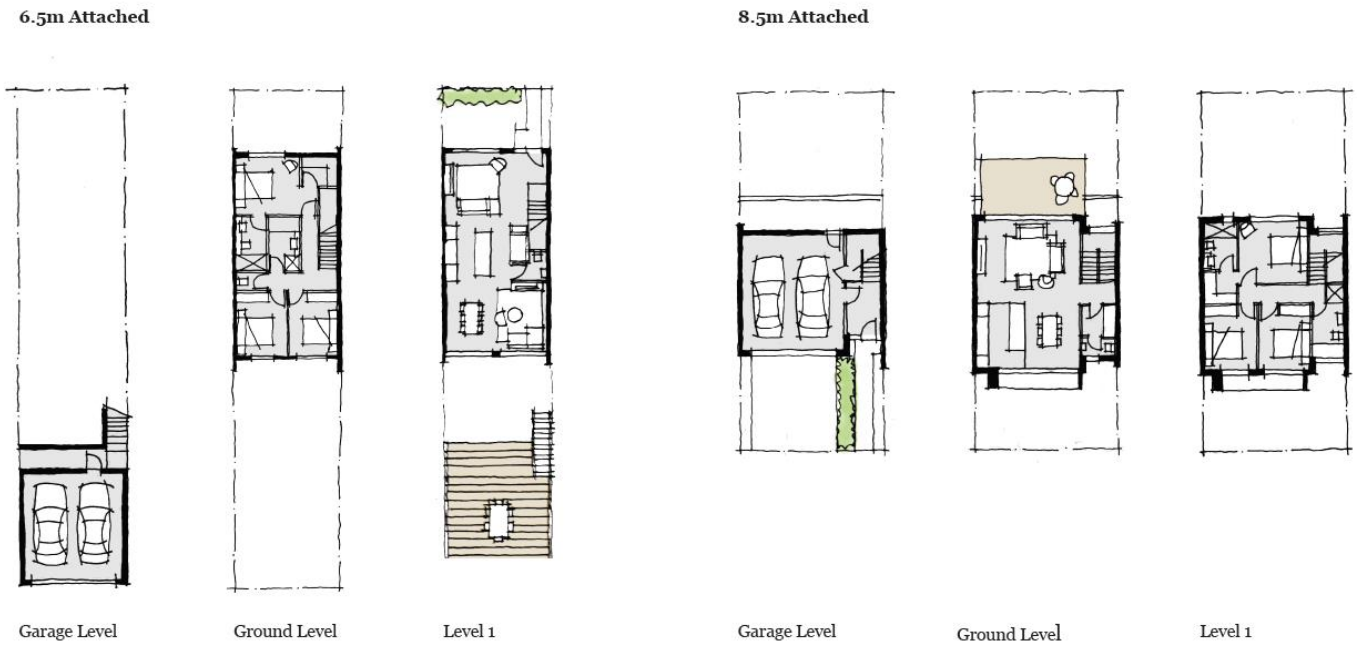 6.5m Attached
8.5m Attached
Garage Level
Ground Level
Level 1
Garage Level
Ground Level
Level 1